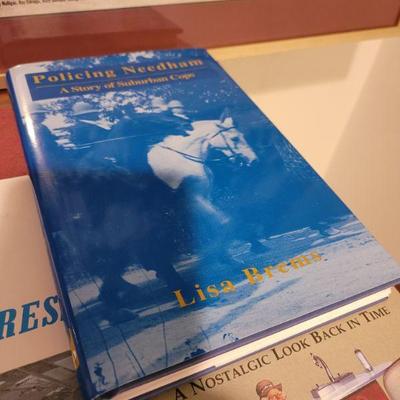 Policing Needham
A Story of Suburban Cops
Lisa Brems
RES
A NOSTALGIC LOOK BACK IN TIME